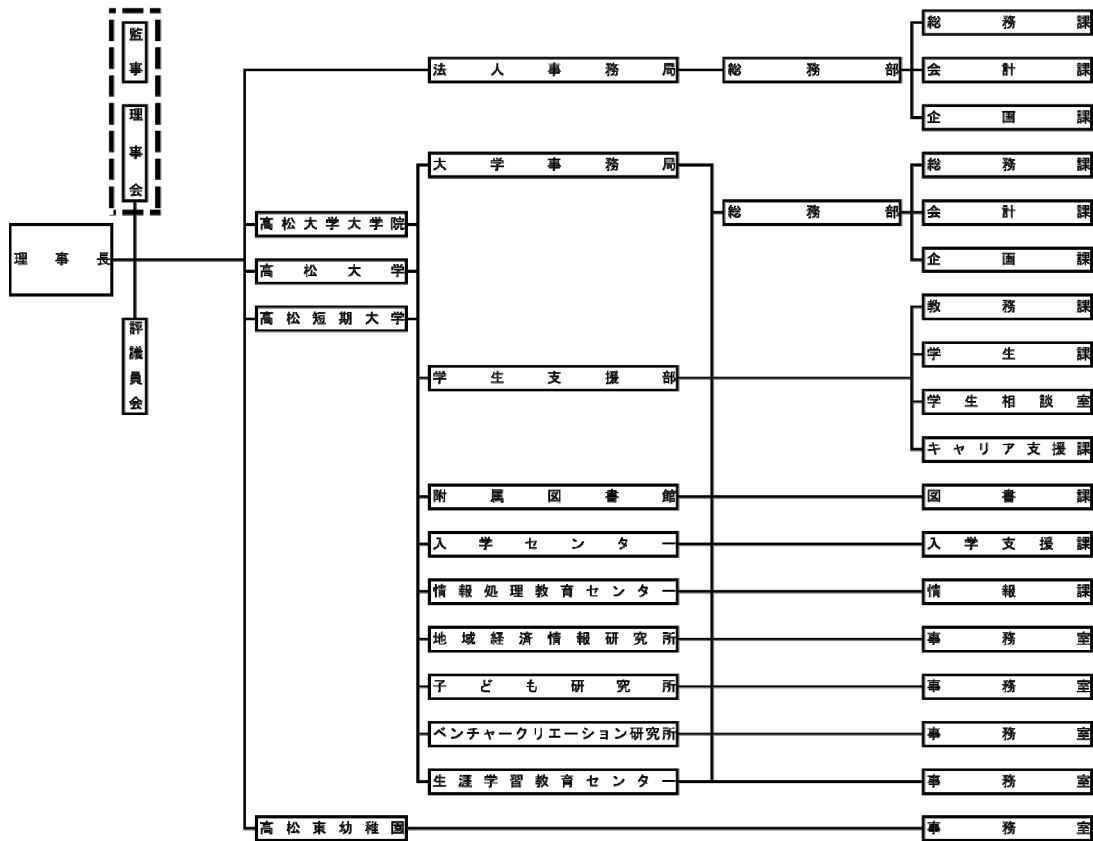 監事
理事会
理事長
評議員会
法人事務局
総務部
総務課
会計課
企画課
高松大学大学院
高松大学
高松短期大学
大学事務局
総務部
総務課
会計課
企画課
学生支援部
教務課
学生課
学生相談室
キャリア支援課
附属図書館
図書課
入学センター
入学支援課
情報処理教育センター
情報課
地域経済情報研究所
事務室
子ども研究所
事務室
ベンチャークリエーション研究所
事務室
生涯学習教育センター
事務室
高松東幼稚園
事務室